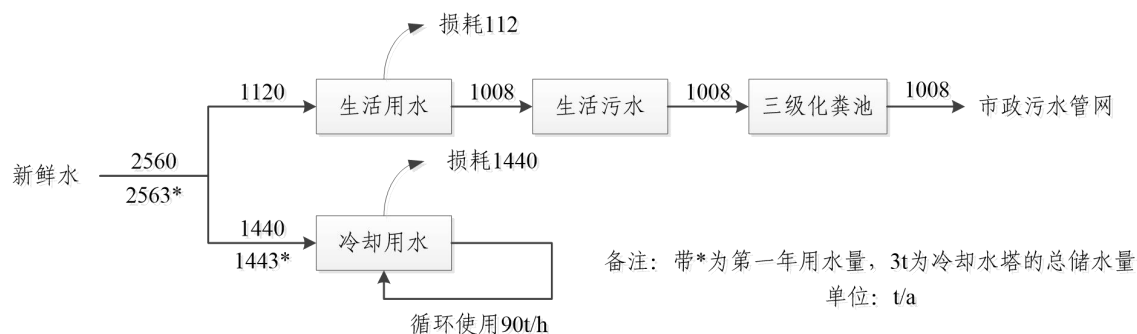 损耗112
1120
生活用水
1008
生活污水
1008
三级化粪池
1008
市政污水管网
新鲜水
2560
2563*
损耗1440
1440
1443*
冷却用水
循环使用90t/h
备注：带*为第一年用水量，3t为冷却水塔的总储水量
单位：t/a